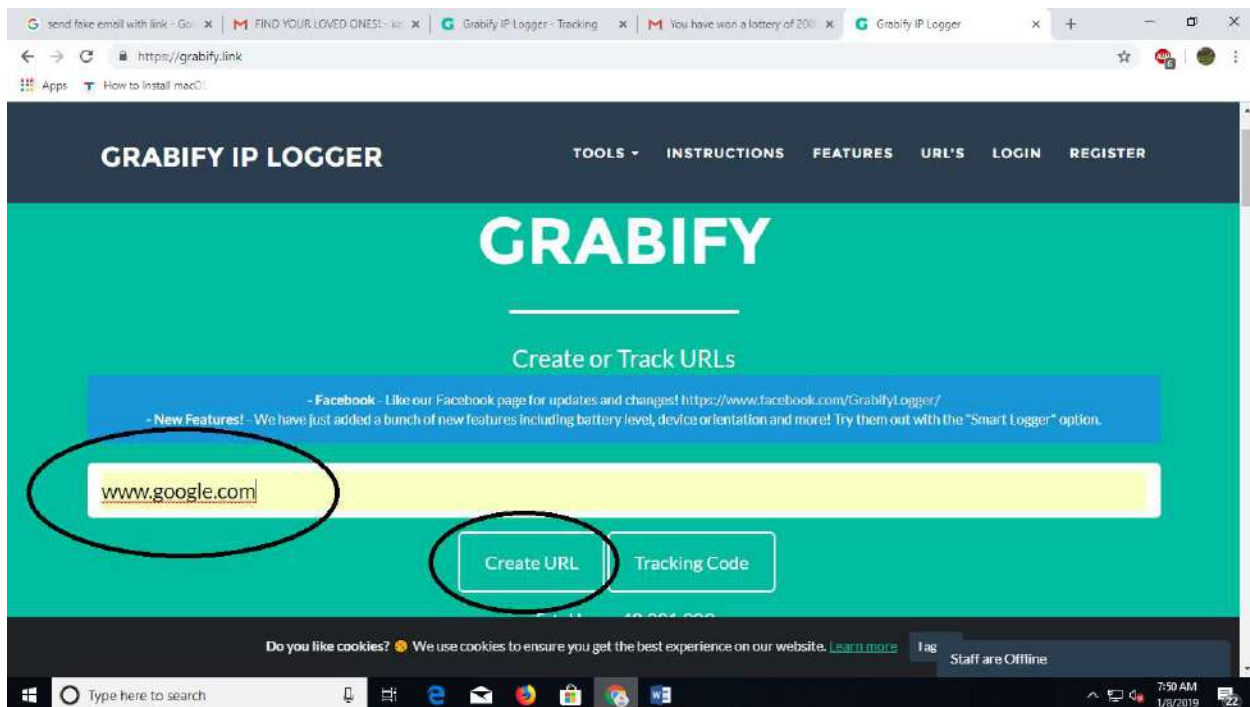 send fake email with link - Go
FIND YOUR LOVED ONES! -
Grabify IP Logger - Tracking
You have won a lottery of 200
Grabify IP Logger
https://grabify.link
Apps
How to install macO
GRABIFY IP LOGGER
TOOLS
INSTRUCTIONS
FEATURES
URL'S
LOGIN
REGISTER
GRABIFY
Create or Track URLs
- Facebook - Like our Facebook page for updates and changes! https://www.facebook.com/GrabifyLogger/
- New Features! - We have just added a bunch of new features including battery level, device orientation and more! Try them out with the "Smart Logger" option.
www.google.com
Create URL
Tracking Code
Do you like cookies? 🍪 We use cookies to ensure you get the best experience on our website. Learn more
I ag
Staff are Offline
Type here to search
7:50 AM
1/8/2019
22